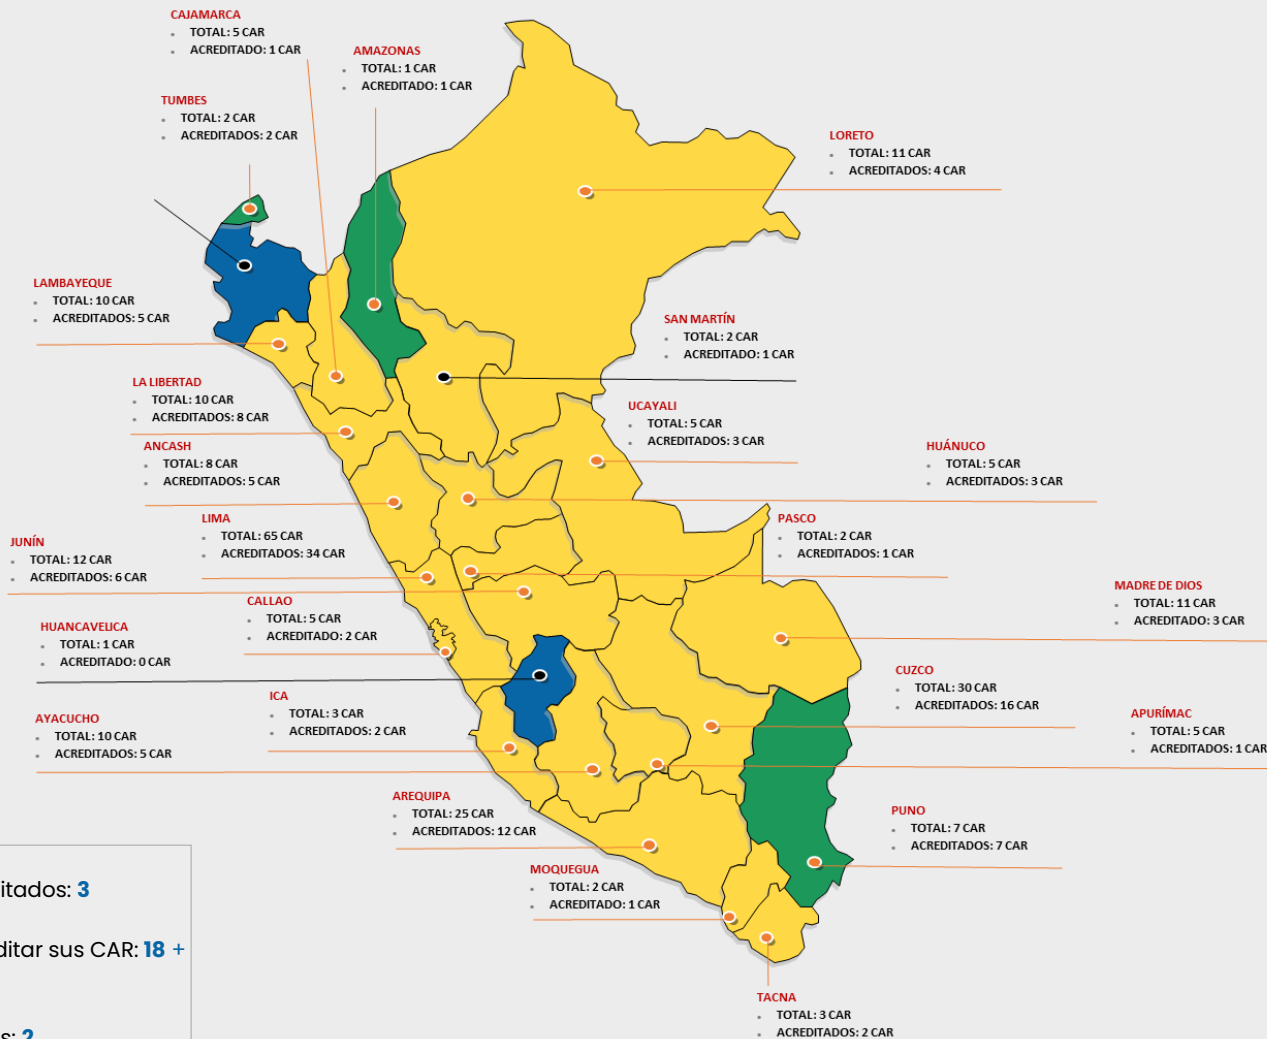 CAJAMARCA
TOTAL: 5 CAR
ACREDITADO: 1 CAR
AMAZONAS
TOTAL: 1 CAR
ACREDITADO: 1 CAR
TUMBES
TOTAL: 2 CAR
ACREDITADOS: 2 CAR
LORETO
TOTAL: 11 CAR
ACREDITADOS: 4 CAR
LAMBAYEQUE
TOTAL: 10 CAR
ACREDITADOS: 5 CAR
SAN MARTÍN
TOTAL: 2 CAR
ACREDITADO: 1 CAR
LA LIBERTAD
TOTAL: 10 CAR
ACREDITADOS: 8 CAR
UCAYALI
TOTAL: 5 CAR
ACREDITADOS: 3 CAR
ANCASH
TOTAL: 8 CAR
ACREDITADOS: 5 CAR
HUÁNUCO
TOTAL: 5 CAR
ACREDITADOS: 3 CAR
LIMA
TOTAL: 65 CAR
ACREDITADOS: 34 CAR
PASCO
TOTAL: 2 CAR
ACREDITADOS: 1 CAR
JUNÍN
TOTAL: 12 CAR
ACREDITADOS: 6 CAR
MADRE DE DIOS
TOTAL: 11 CAR
ACREDITADOS: 3 CAR
CALLAO
TOTAL: 5 CAR
ACREDITADO: 2 CAR
HUANCAVELICA
TOTAL: 1 CAR
ACREDITADO: 0 CAR
CUZCO
TOTAL: 30 CAR
ACREDITADOS: 16 CAR
ICA
TOTAL: 3 CAR
ACREDITADOS: 2 CAR
AYACUCHO
TOTAL: 10 CAR
ACREDITADOS: 5 CAR
APURÍMAC
TOTAL: 5 CAR
ACREDITADOS: 1 CAR
AREQUIPA
TOTAL: 25 CAR
ACREDITADOS: 12 CAR
PUNO
TOTAL: 7 CAR
ACREDITADOS: 7 CAR
MOQUEGUA
TOTAL: 2 CAR
ACREDITADO: 1 CAR
itados: 3
ditar sus CAR: 18 +
s: 2
TACNA
TOTAL: 3 CAR
ACREDITADOS: 2 CAR